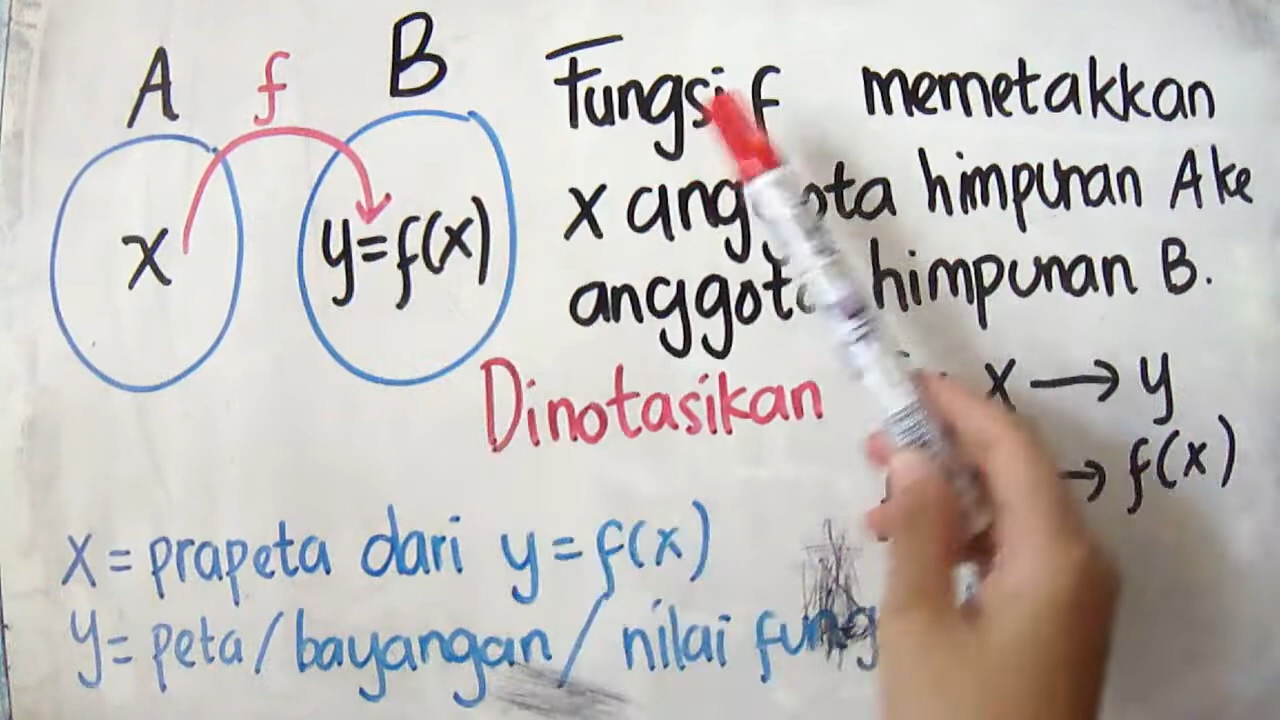 A f B
x y=f(x)
Fungsi f memetakkan
x anggota himpunan A ke
anggota himpunan B.
Dinotasikan x → y
→ f(x)
x = prapeta dari y = f(x)
y = peta / bayangan / nilai